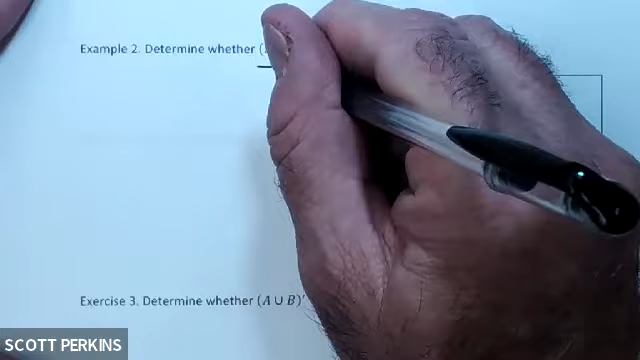 Example 2. Determine whether (
Exercise 3. Determine whether (A ∪ B)′
SCOTT PERKINS